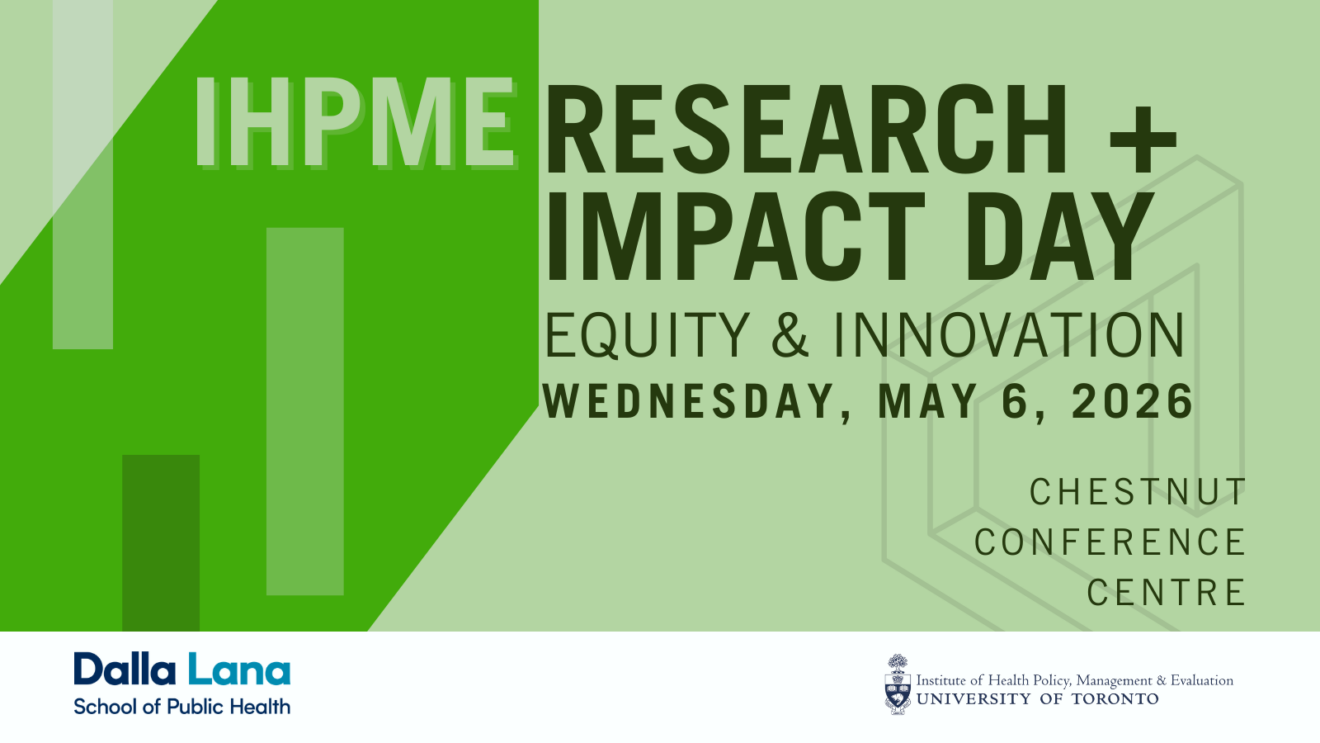 IHPME RESEARCH +
IMPACT DAY
EQUITY & INNOVATION
WEDNESDAY, MAY 6, 2026
CHESTNUT
CONFERENCE
CENTRE
Dalla Lana
School of Public Health
Institute of Health Policy, Management & Evaluation
UNIVERSITY OF TORONTO